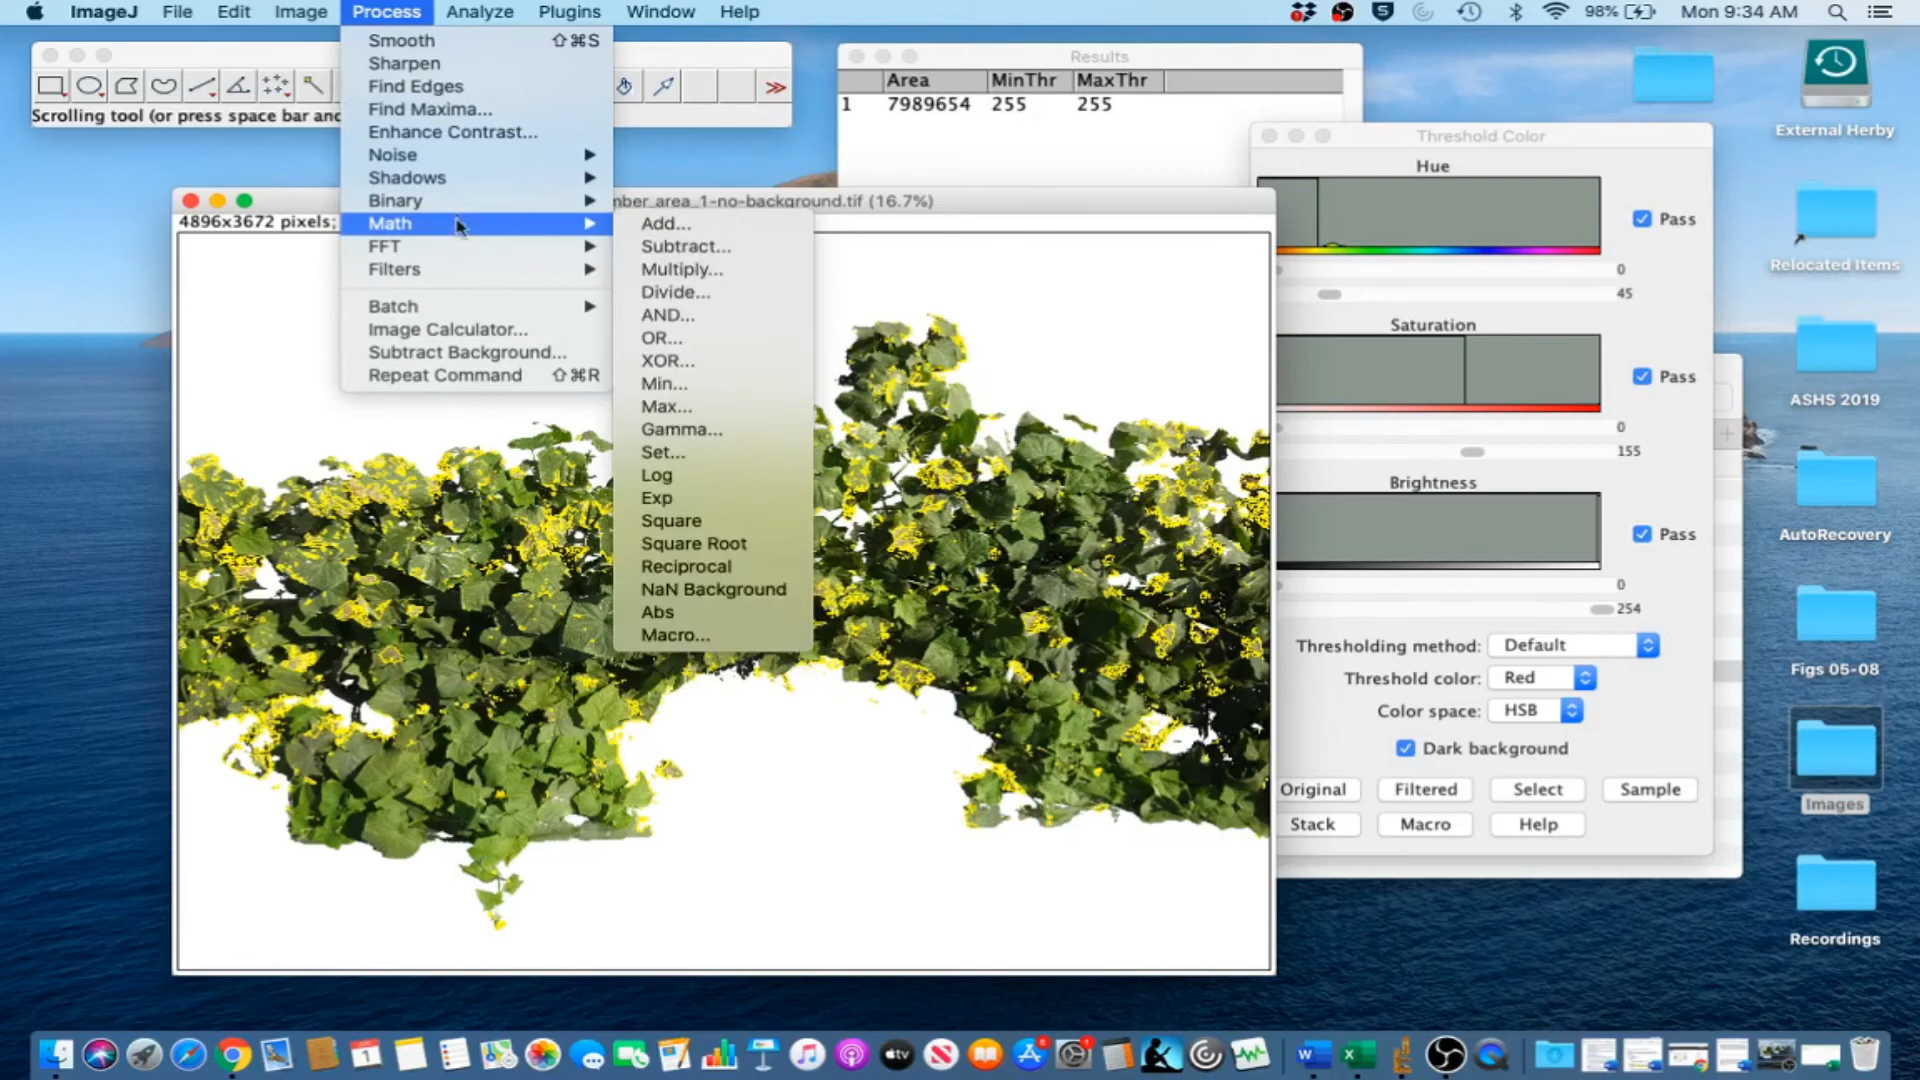 ImageJ File Edit Image Process Analyze Plugins Window Help
98% Mon 9:34 AM
Smooth ⇧⌘S
Sharpen
Find Edges
Find Maxima...
Enhance Contrast...
Noise
Shadows
Binary
Math
FFT
Filters
Batch
Image Calculator...
Subtract Background...
Repeat Command ⇧⌘R
Add...
Subtract...
Multiply...
Divide...
AND...
OR...
XOR...
Min...
Max...
Gamma...
Set...
Log
Exp
Square
Square Root
Reciprocal
NaN Background
Abs
Macro...
Scrolling tool (or press space bar and
Results
Area MinThr MaxThr
1 7989654 255 255
mber_area_1-no-background.tif (16.7%)
4896x3672 pixels;
Threshold Color
Hue
Pass
0
45
Saturation
Pass
0
155
Brightness
Pass
0
254
Thresholding method: Default
Threshold color: Red
Color space: HSB
Dark background
Original Filtered Select Sample
Stack Macro Help
External Herby
Relocated Items
ASHS 2019
AutoRecovery
Figs 05-08
Images
Recordings